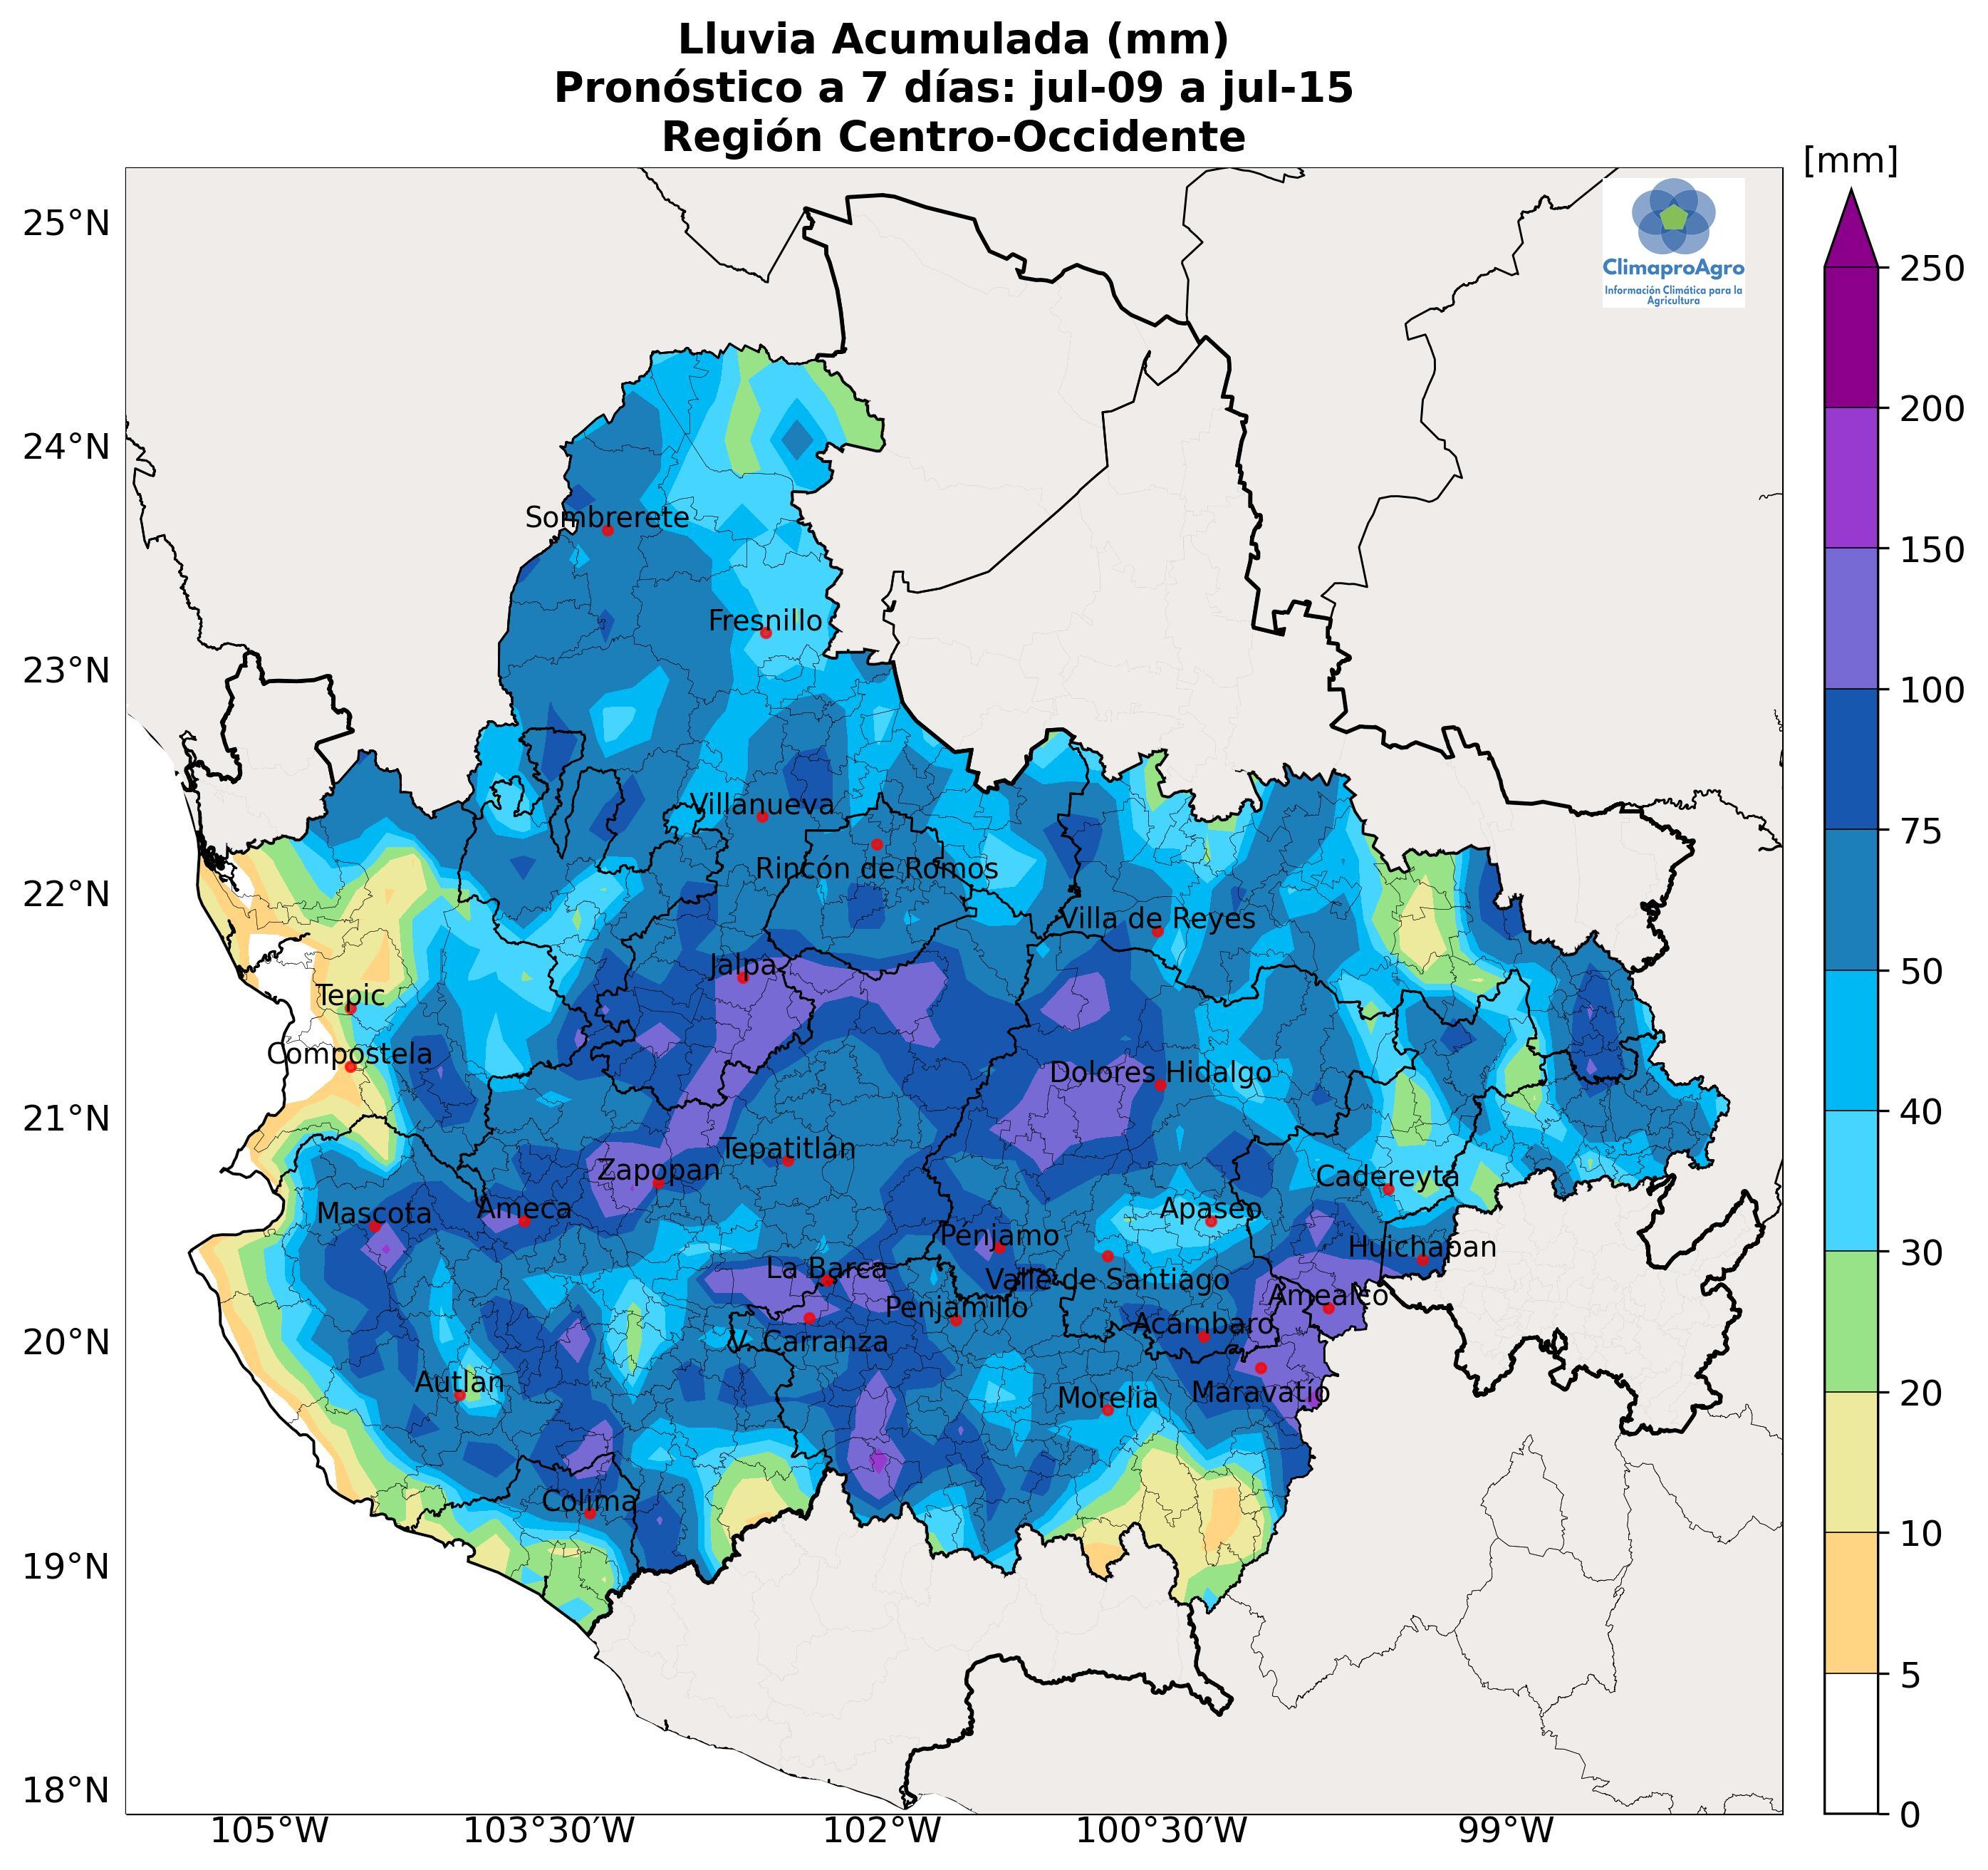 Lluvia Acumulada (mm)
Pronóstico a 7 días: jul-09 a jul-15
Región Centro-Occidente
[mm]
25°N
24°N
23°N
22°N
21°N
20°N
19°N
18°N
105°W
103°30'W
102°W
100°30'W
99°W
ClimaproAgro
Información Climática para la
Agricultura
250
200
150
100
75
50
40
30
20
10
5
0
Sombrerete
Fresnillo
Villanueva
Rincón de Romos
Villa de Reyes
Jalpa
Tepic
Compostela
Dolores Hidalgo
Tepatitlán
Zapopan
Cadereyta
Mascota
Ameca
Apaseo
Pénjamo
Huichapan
La Barca
Valle de Santiago
Amealco
Penjamillo
Acámbaro
V. Carranza
Autlan
Morelia
Maravatío
Colima